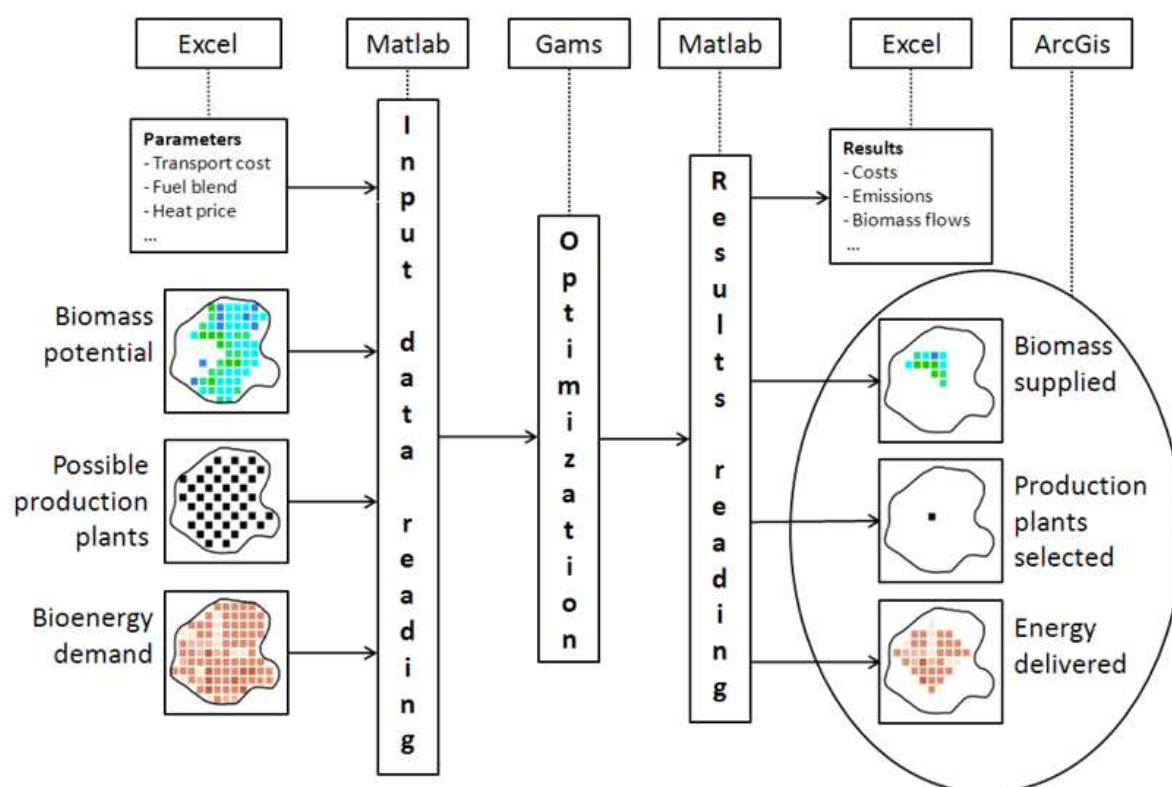 Excel
Matlab
Gams
Matlab
Excel
ArcGis
Parameters
- Transport cost
- Fuel blend
- Heat price
...
Biomass
potential
Possible
production
plants
Bioenergy
demand
Input data reading
Optimization
Results reading
Results
- Costs
- Emissions
- Biomass flows
...
Biomass
supplied
Production
plants
selected
Energy
delivered